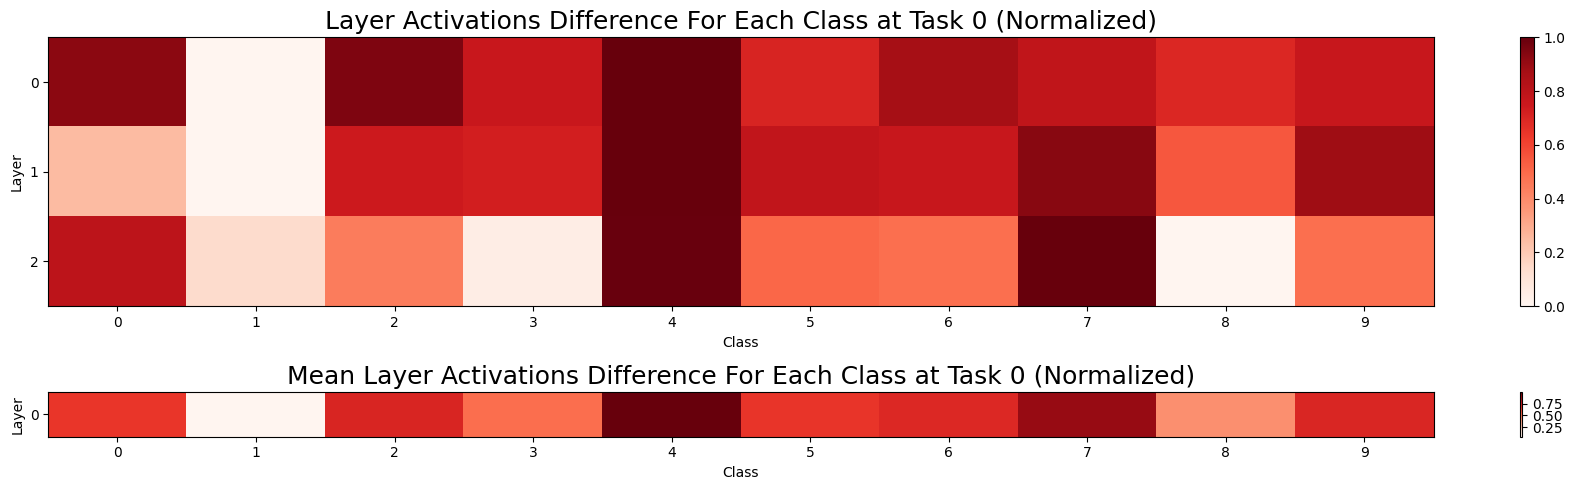 Layer Activations Difference For Each Class at Task 0 (Normalized)
Layer
0
1
2
0 1 2 3 4 5 6 7 8 9
Class
1.0
0.8
0.6
0.4
0.2
0.0
Mean Layer Activations Difference For Each Class at Task 0 (Normalized)
Layer
0
0 1 2 3 4 5 6 7 8 9
Class
0.75
0.50
0.25